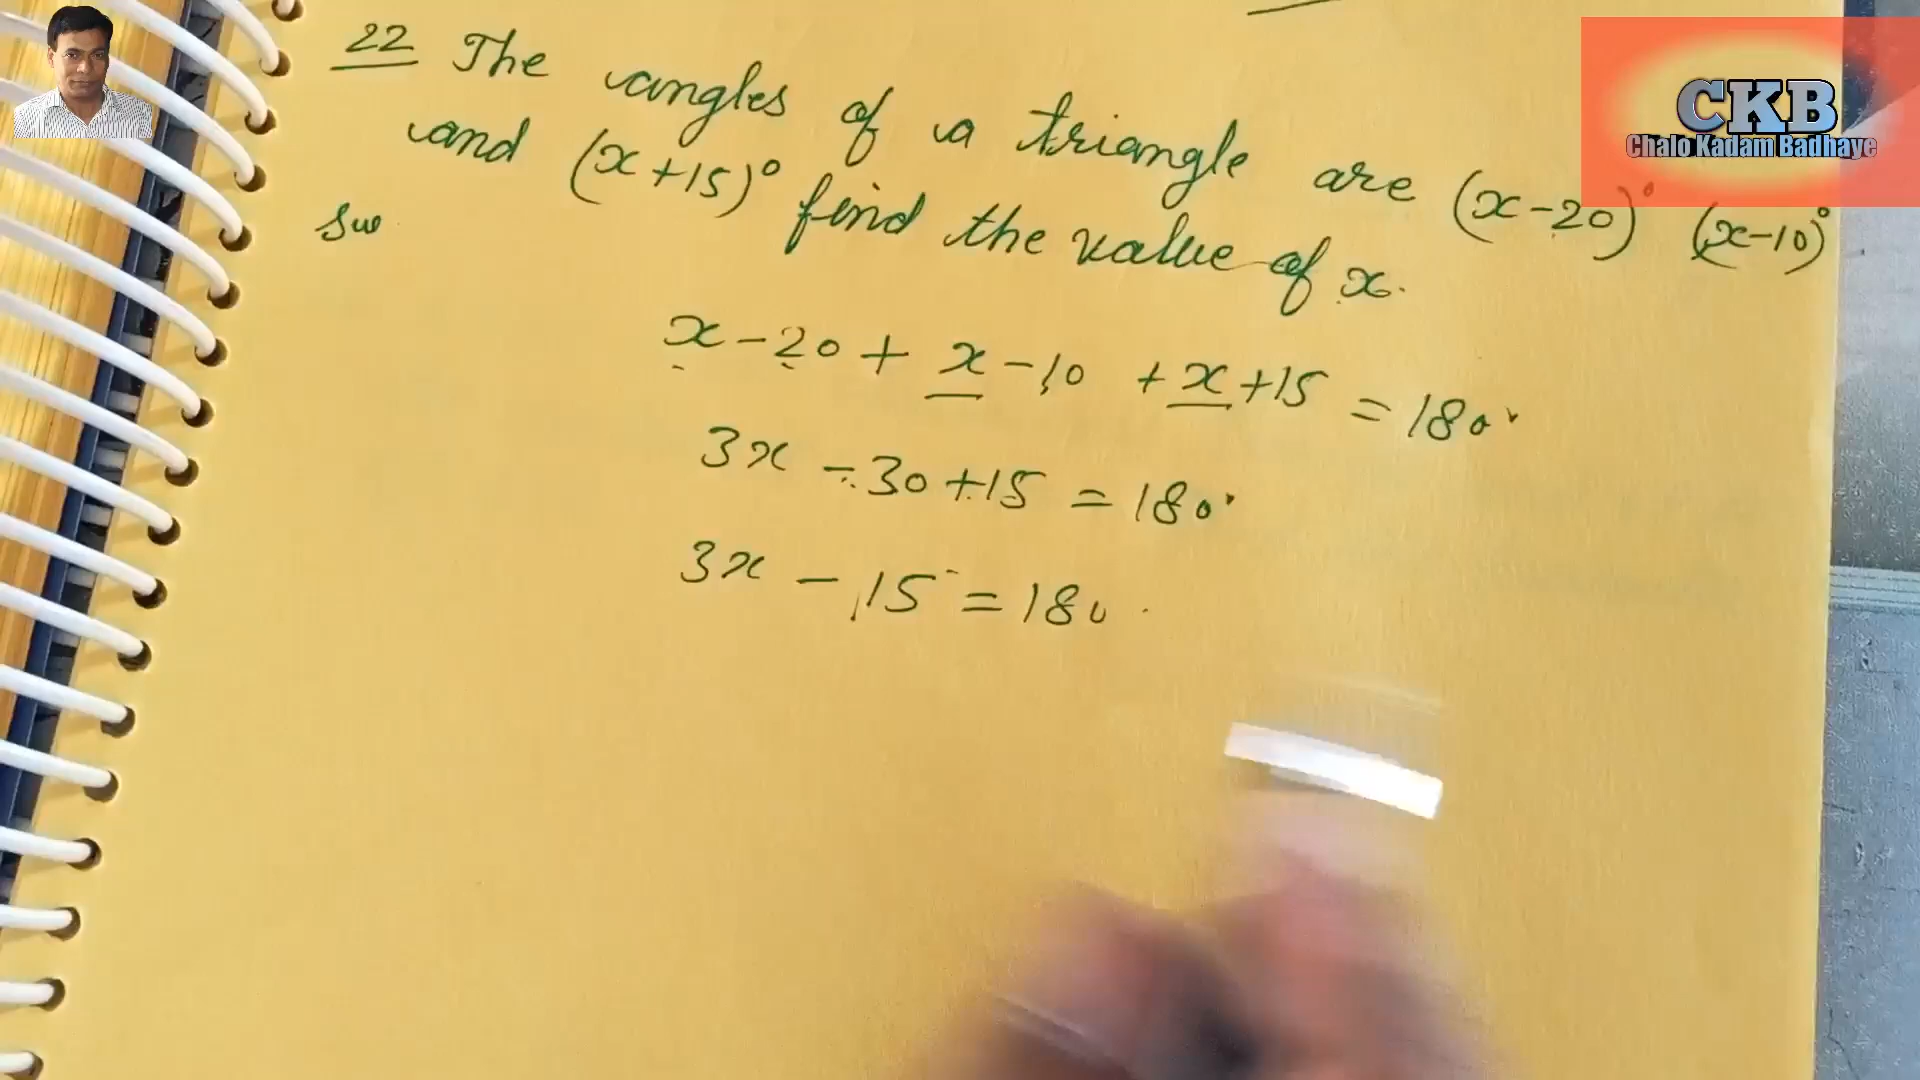 22 The angles of a triangle are (x-20)° (x-10)°
and (x+15)° find the value of x.
x-20+x-10+x+15=180°
3x-30+15=180°
3x-15=180
CKB
Chalo Kadam Badhaye